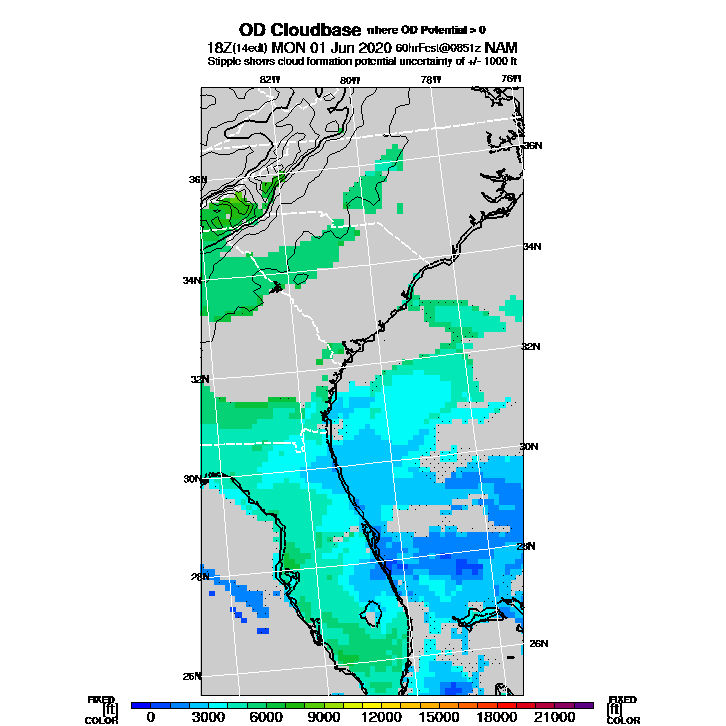 OD Cloudbase where OD Potential > 0
18Z(14edt) MON 01 Jun 2020 60hrFcst@0851z NAM
Stipple shows cloud formation potential uncertainty of +/- 1000 ft
82W 80W 78W 76W
36N
36N
34N
34N
32N
32N
30N
30N
28N
28N
26N
26N
FIXED [ft] COLOR
0 3000 6000 9000 12000 15000 18000 21000
FIXED [ft] COLOR